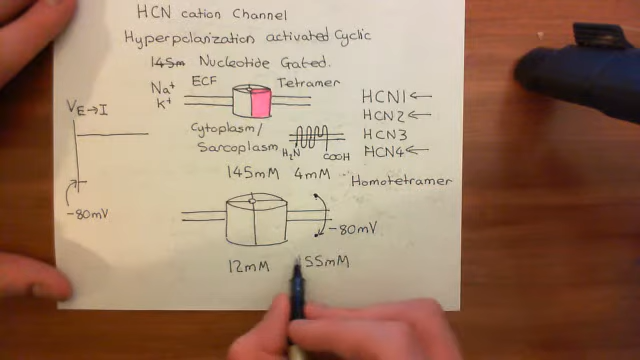 HCN cation Channel
Hyperpolarization activated Cyclic
145m Nucleotide Gated.
Na+ ECF Tetramer
K+
VE→I
HCN1←
HCN2←
HCN3
HCN4←
Cytoplasm/
Sarcoplasm
H2N COOH
145mM 4mM
Homotetramer
-80mV
-80mV
12mM 155mM